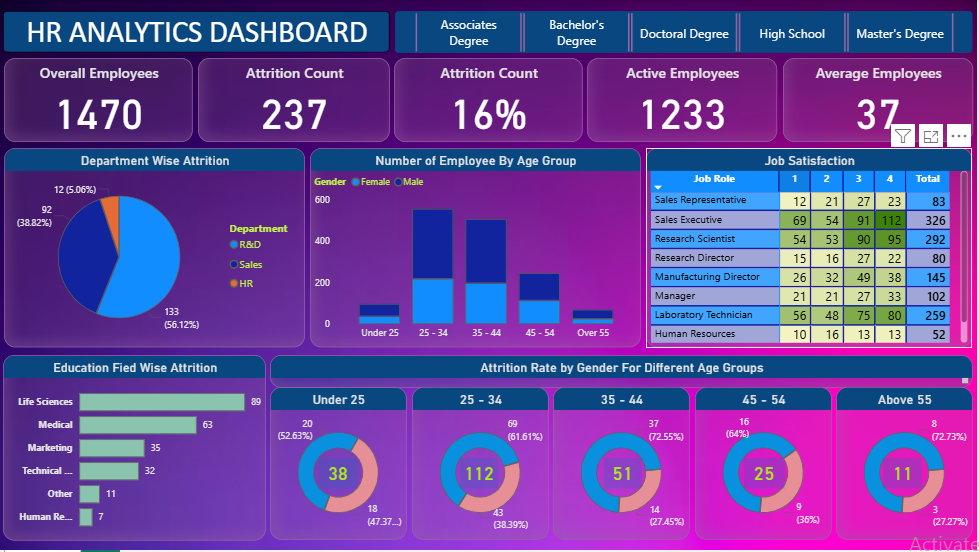 HR ANALYTICS DASHBOARD
Associates
Degree
Bachelor's
Degree
Doctoral Degree
High School
Master's Degree
Overall Employees
1470
Attrition Count
237
Attrition Count
16%
Active Employees
1233
Average Employees
37
Department Wise Attrition
12 (5.06%)
92
(38.82%)
133
(56.12%)
Department
R&D
Sales
HR
Number of Employee By Age Group
Gender Female Male
600
400
200
0
Under 25 25 - 34 35 - 44 45 - 54 Over 55
Job Satisfaction
Job Role 1 2 3 4 Total
Sales Representative 12 21 27 23 83
Sales Executive 69 54 91 112 326
Research Scientist 54 53 90 95 292
Research Director 15 16 27 22 80
Manufacturing Director 26 32 49 38 145
Manager 21 21 27 33 102
Laboratory Technician 56 48 75 80 259
Human Resources 10 16 13 13 52
Education Fied Wise Attrition
Life Sciences 89
Medical 63
Marketing 35
Technical ... 32
Other 11
Human Re... 7
Attrition Rate by Gender For Different Age Groups
Under 25
20
(52.63%)
38
18
(47.37...)
25 - 34
69
(61.61%)
112
43
(38.39%)
35 - 44
37
(72.55%)
51
14
(27.45%)
45 - 54
16
(64%)
25
9
(36%)
Above 55
8
(72.73%)
11
3
(27.27%)
Activate